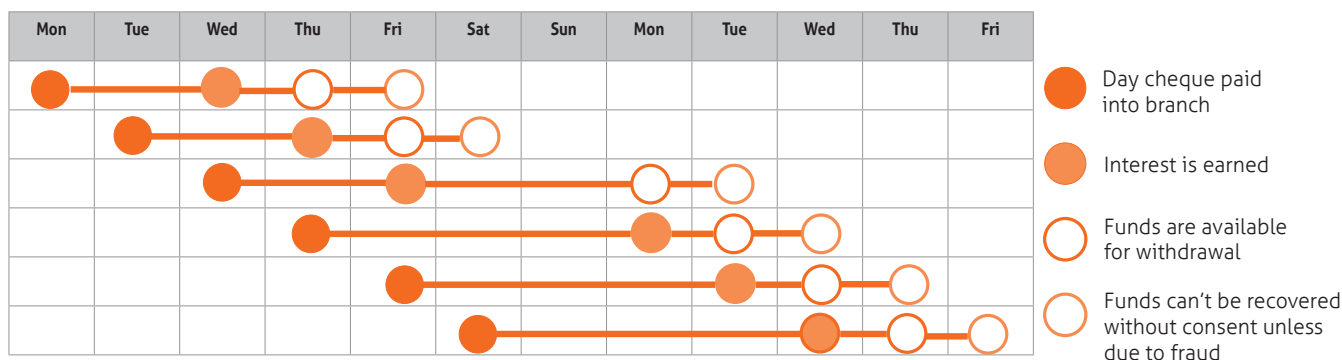 Mon Tue Wed Thu Fri Sat Sun Mon Tue Wed Thu Fri
Day cheque paid
into branch
Interest is earned
Funds are available
for withdrawal
Funds can't be recovered
without consent unless
due to fraud